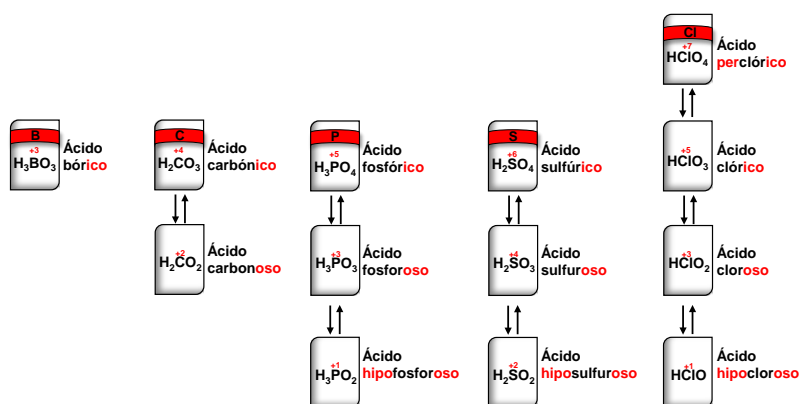 Cl
+7
HClO₄
Ácido
perclórico
B
+3
H₃BO₃
Ácido
bórico
C
+4
H₂CO₃
Ácido
carbónico
P
+5
H₃PO₄
Ácido
fosfórico
S
+6
H₂SO₄
Ácido
sulfúrico
+5
HClO₃
Ácido
clórico
+2
H₂CO₂
Ácido
carbonoso
+3
H₃PO₃
Ácido
fosforoso
+4
H₂SO₃
Ácido
sulfuroso
+3
HClO₂
Ácido
cloroso
+1
H₃PO₂
Ácido
hipofosforoso
+2
H₂SO₂
Ácido
hiposulfuroso
+1
HClO
Ácido
hipocloroso